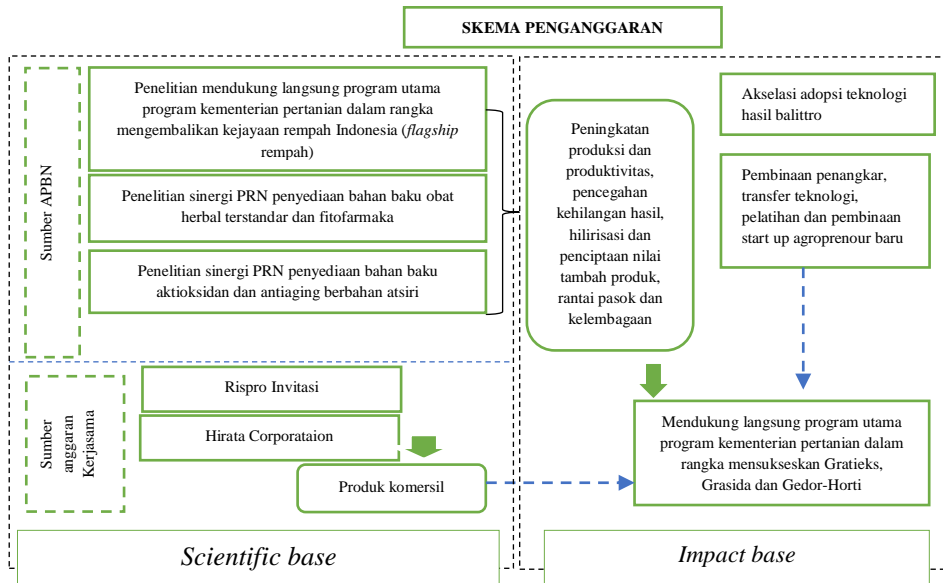 SKEMA PENGANGGARAN
Sumber APBN
Penelitian mendukung langsung program utama
program kementerian pertanian dalam rangka
mengembalikan kejayaan rempah Indonesia (flagship
rempah)
Penelitian sinergi PRN penyediaan bahan baku obat
herbal terstandar dan fitofarmaka
Penelitian sinergi PRN penyediaan bahan baku
aktioksidan dan antiaging berbahan atsiri
Peningkatan
produksi dan
produktivitas,
pencegahan
kehilangan hasil,
hilirisasi dan
penciptaan nilai
tambah produk,
rantai pasok dan
kelembagaan
Akselasi adopsi teknologi
hasil balittro
Pembinaan penangkar,
transfer teknologi,
pelatihan dan pembinaan
start up agroprenour baru
Sumber
anggaran
Kerjasama
Rispro Invitasi
Hirata Corporataion
Produk komersil
Mendukung langsung program utama
program kementerian pertanian dalam
rangka mensukseskan Gratieks,
Grasida dan Gedor-Horti
Scientific base
Impact base